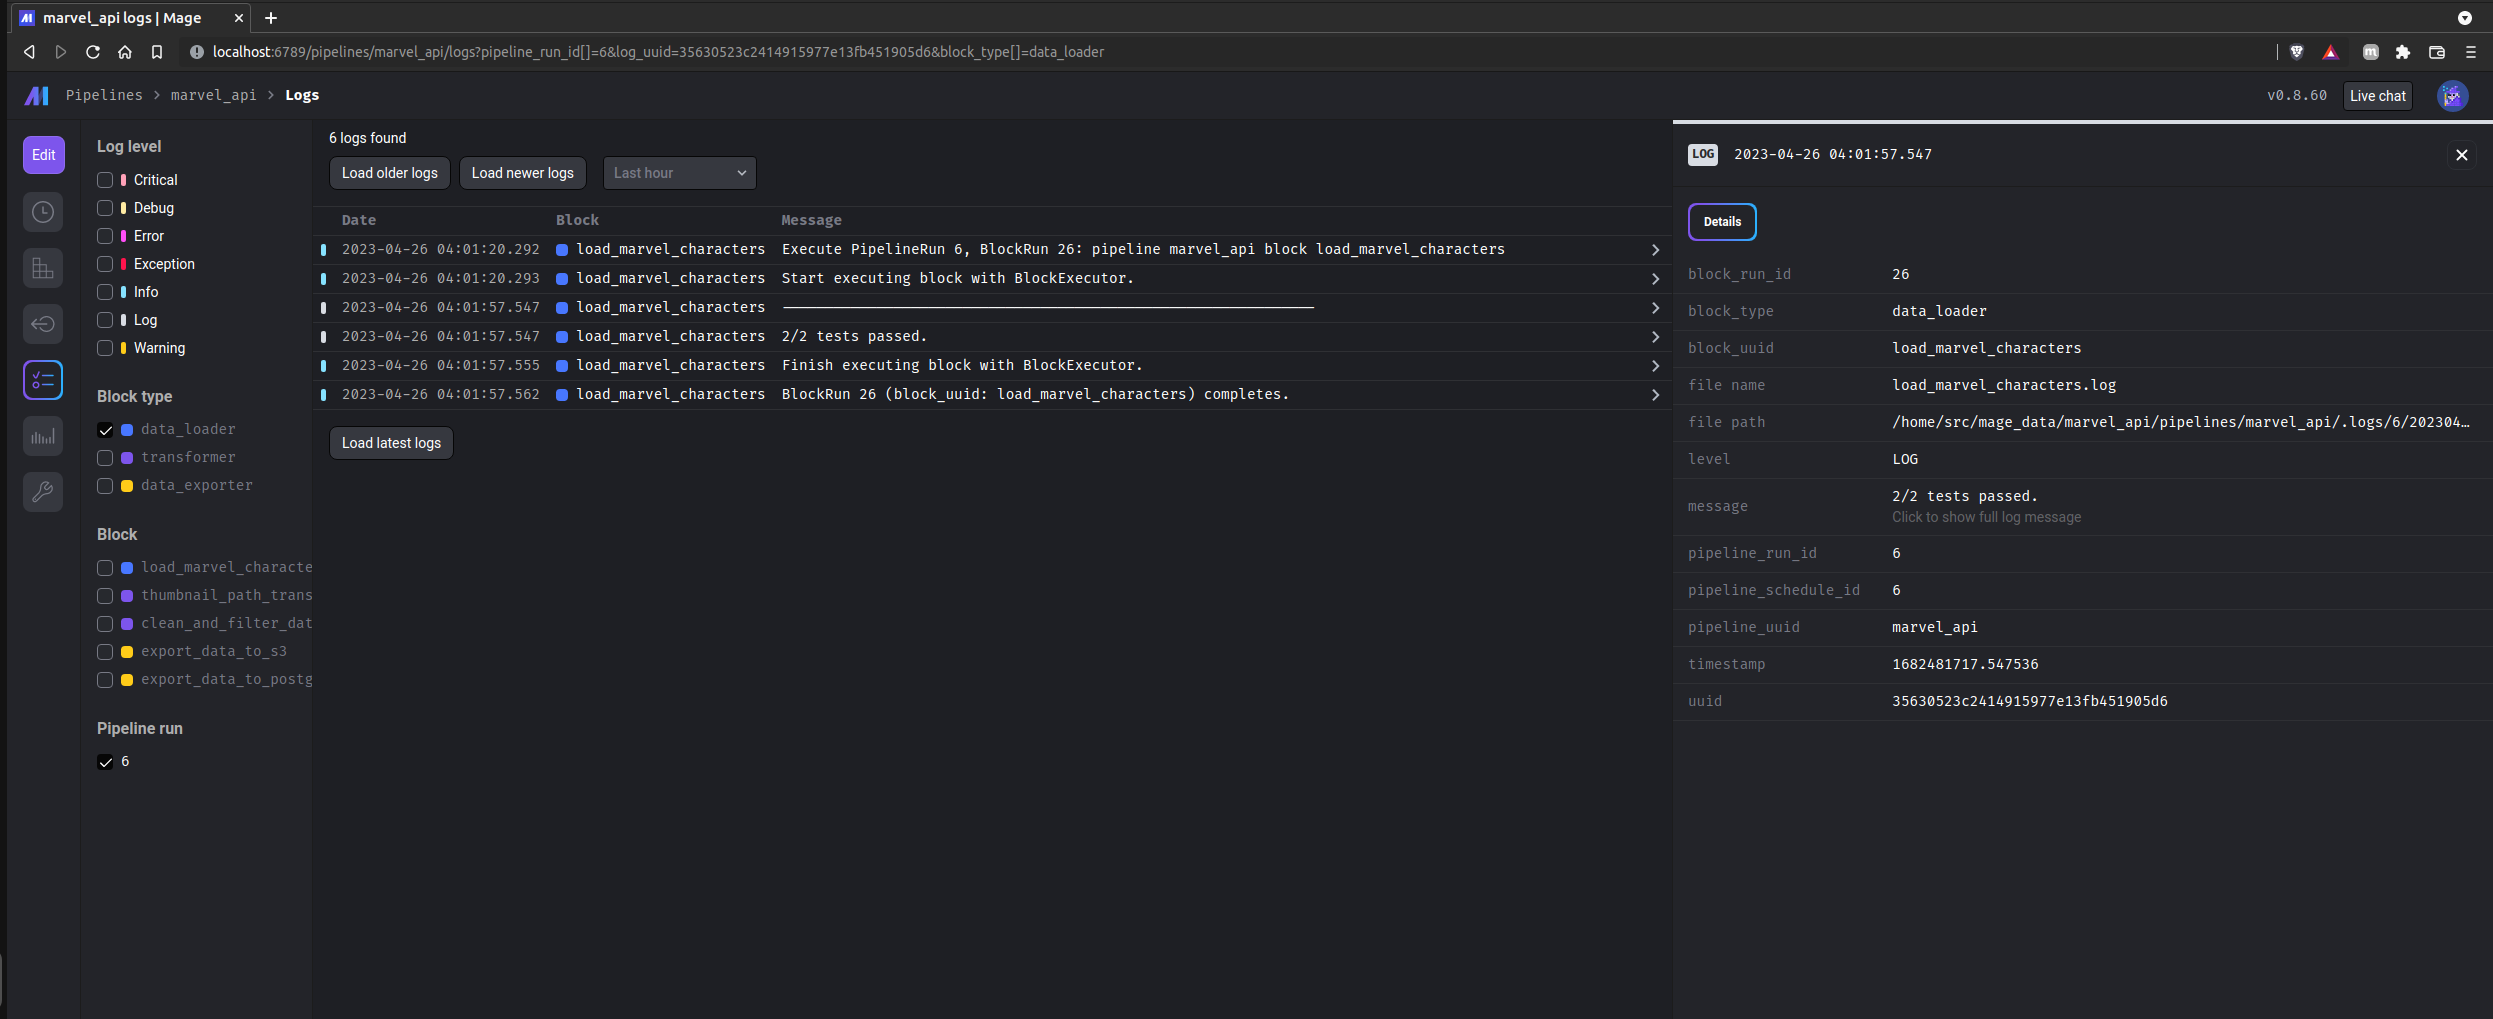 marvel_api logs | Mage
localhost:6789/pipelines/marvel_api/logs?pipeline_run_id[]=6&log_uuid=35630523c2414915977e13fb451905d6&block_type[]=data_loader
Pipelines > marvel_api > Logs
v0.8.60
Live chat
Edit
Log level
Critical
Debug
Error
Exception
Info
Log
Warning
Block type
data_loader
transformer
data_exporter
Block
load_marvel_characte
thumbnail_path_trans
clean_and_filter_dat
export_data_to_s3
export_data_to_postg
Pipeline run
6
6 logs found
Load older logs
Load newer logs
Last hour
Date Block Message
2023-04-26 04:01:20.292 load_marvel_characters Execute PipelineRun 6, BlockRun 26: pipeline marvel_api block load_marvel_characters
2023-04-26 04:01:20.293 load_marvel_characters Start executing block with BlockExecutor.
2023-04-26 04:01:57.547 load_marvel_characters
2023-04-26 04:01:57.547 load_marvel_characters 2/2 tests passed.
2023-04-26 04:01:57.555 load_marvel_characters Finish executing block with BlockExecutor.
2023-04-26 04:01:57.562 load_marvel_characters BlockRun 26 (block_uuid: load_marvel_characters) completes.
Load latest logs
LOG 2023-04-26 04:01:57.547
Details
block_run_id 26
block_type data_loader
block_uuid load_marvel_characters
file name load_marvel_characters.log
file path /home/src/mage_data/marvel_api/pipelines/marvel_api/.logs/6/202304…
level LOG
message 2/2 tests passed.
Click to show full log message
pipeline_run_id 6
pipeline_schedule_id 6
pipeline_uuid marvel_api
timestamp 1682481717.547536
uuid 35630523c2414915977e13fb451905d6